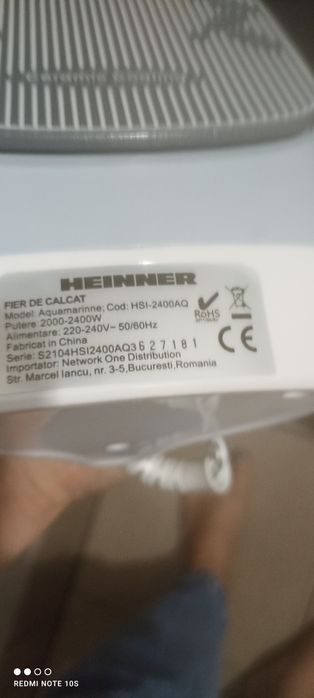 HEINNER
FIER DE CALCAT
Model: Aquamarinne; Cod: HSI-2400AQ
Putere: 2000-2400W
Alimentare: 220-240V~ 50/60Hz
Fabricat in China
Serie: S2104HSI2400AQ3627181
Importator: Network One Distribution
Str. Marcel Iancu, nr. 3-5,Bucuresti,Romania
RoHS
CE
REDMI NOTE 10S